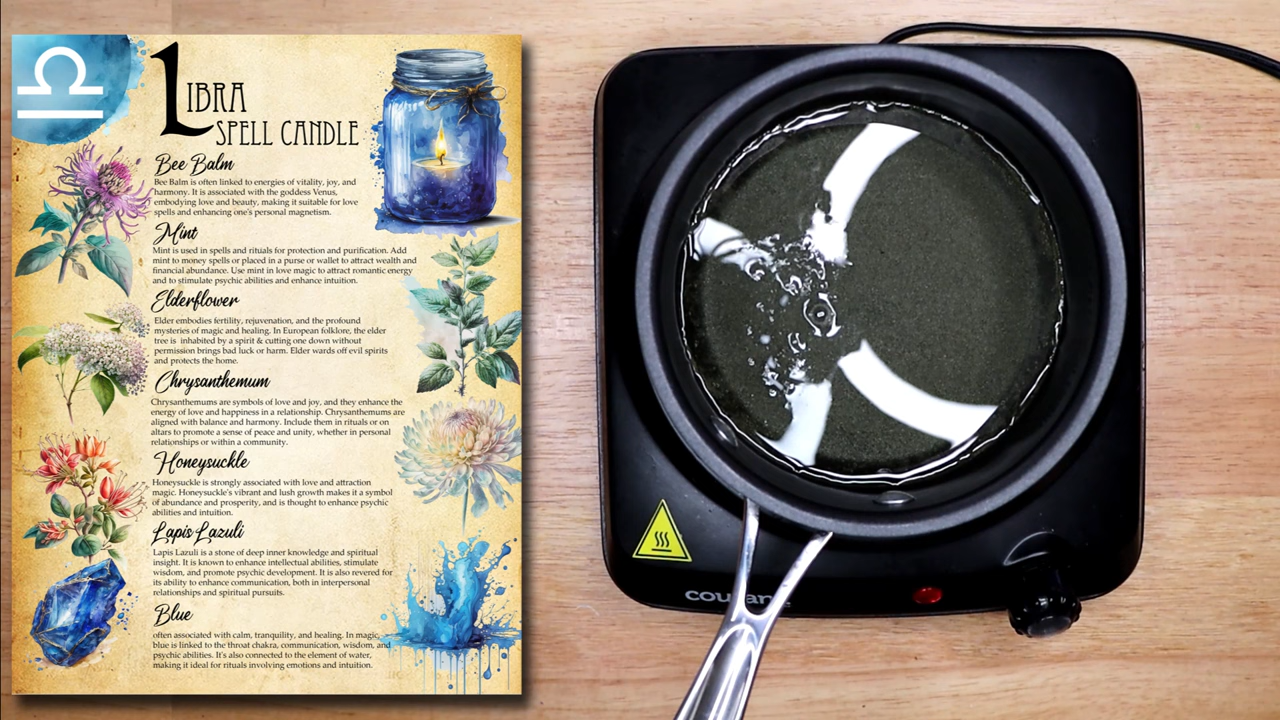 LIBRA
SPELL CANDLE
Bee Balm
Bee Balm is often linked to energies of vitality, joy, and
harmony. It is associated with the goddess Venus,
embodying love and beauty, making it suitable for love
spells and enhancing one's personal magnetism.
Mint
Mint is used in spells and rituals for protection and purification. Add
mint to money spells or placed in a purse or wallet to attract wealth and
financial abundance. Use mint in love magic to attract romantic energy
and to stimulate psychic abilities and enhance intuition.
Elderflower
Elder embodies fertility, rejuvenation, and the profound
mysteries of magic and healing. In European folklore, the elder
tree is inhabited by a spirit & cutting one down without
permission brings bad luck or harm. Elder wards off evil spirits
and protects the home.
Chrysanthemum
Chrysanthemums are symbols of love and joy, and they enhance the
energy of love and happiness in a relationship. Chrysanthemums are
aligned with balance and harmony. Include them in rituals or on
altars to promote a sense of peace and unity, whether in personal
relationships or within a community.
Honeysuckle
Honeysuckle is strongly associated with love and attraction
magic. Honeysuckle's vibrant and lush growth makes it a symbol
of abundance and prosperity, and is thought to enhance psychic
abilities and intuition.
Lapis Lazuli
Lapis Lazuli is a stone of deep inner knowledge and spiritual
insight. It is known to enhance intellectual abilities, stimulate
wisdom, and promote psychic development. It is also revered for
its ability to enhance communication, both in interpersonal
relationships and spiritual pursuits.
Blue
often associated with calm, tranquility, and healing. In magic,
blue is linked to the throat chakra, communication, wisdom, and
psychic abilities. It's also connected to the element of water,
making it ideal for rituals involving emotions and intuition.